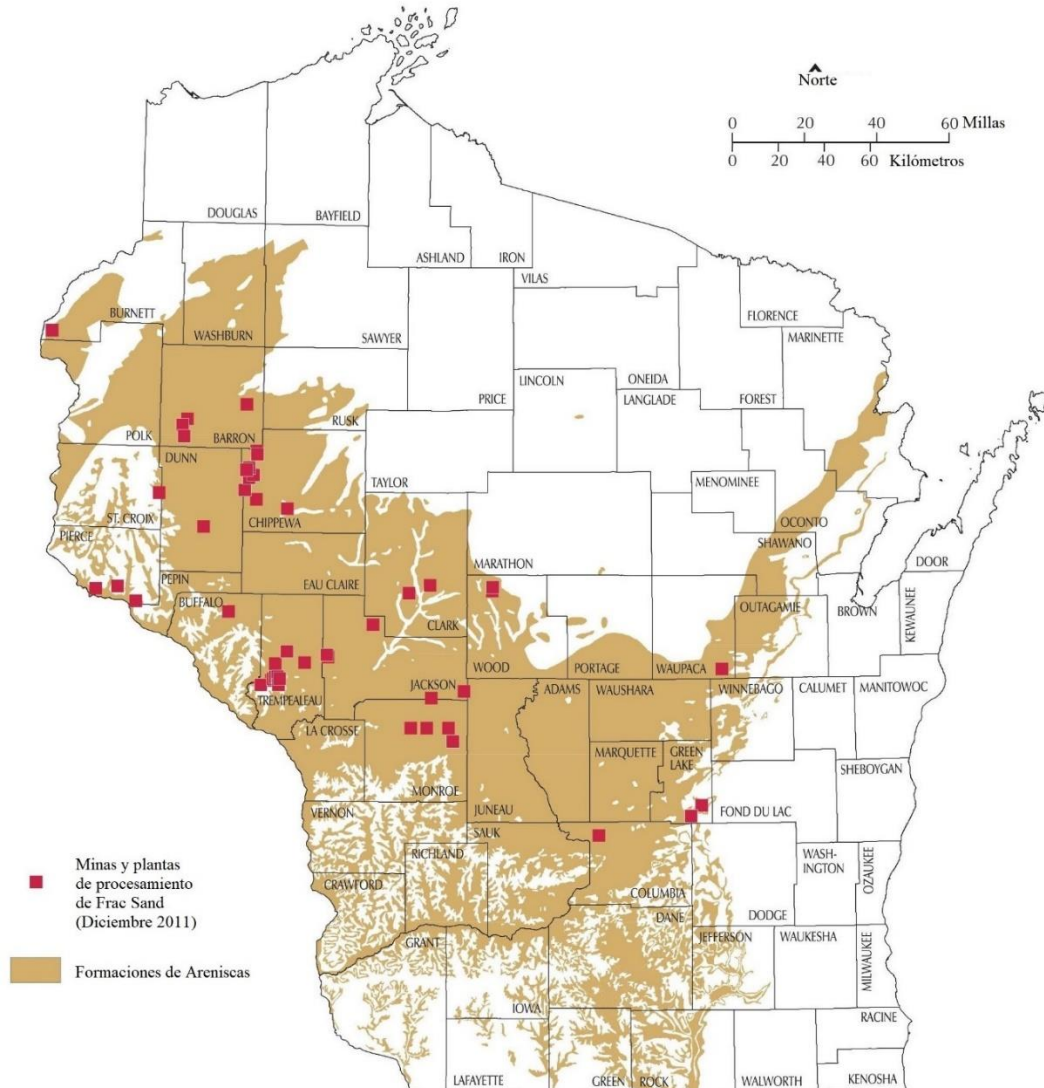 Norte
0 20 40 60 Millas
0 20 40 60 Kilómetros
DOUGLAS
BAYFIELD
ASHLAND
IRON
VILAS
FLORENCE
MARINETTE
BURNETT
WASHBURN
SAWYER
PRICE
ONEIDA
FOREST
LINCOLN
LANGLADE
POLK
BARRON
RUSK
DUNN
TAYLOR
MENOMINEE
OCONTO
ST. CROIX
CHIPPEWA
PIERCE
MARATHON
SHAWANO
DOOR
PEPIN
EAU CLAIRE
BUFFALO
CLARK
OUTAGAMIE
BROWN
KEWAUNEE
WOOD
PORTAGE
WAUPACA
TREMPEALEAU
JACKSON
ADAMS
WAUSHARA
WINNEBAGO
CALUMET
MANITOWOC
LA CROSSE
MARQUETTE
GREEN
LAKE
SHEBOYGAN
MONROE
JUNEAU
FOND DU LAC
VERNON
SAUK
RICHLAND
Minas y plantas
de procesamiento
de Frac Sand
(Diciembre 2011)
WASH-
INGTON
OZAUKEE
CRAWFORD
COLUMBIA
DODGE
DANE
GRANT
JEFFERSON
WAUKESHA
MILWAUKEE
Formaciones de Areniscas
IOWA
RACINE
LAFAYETTE
GREEN
ROCK
WALWORTH
KENOSHA